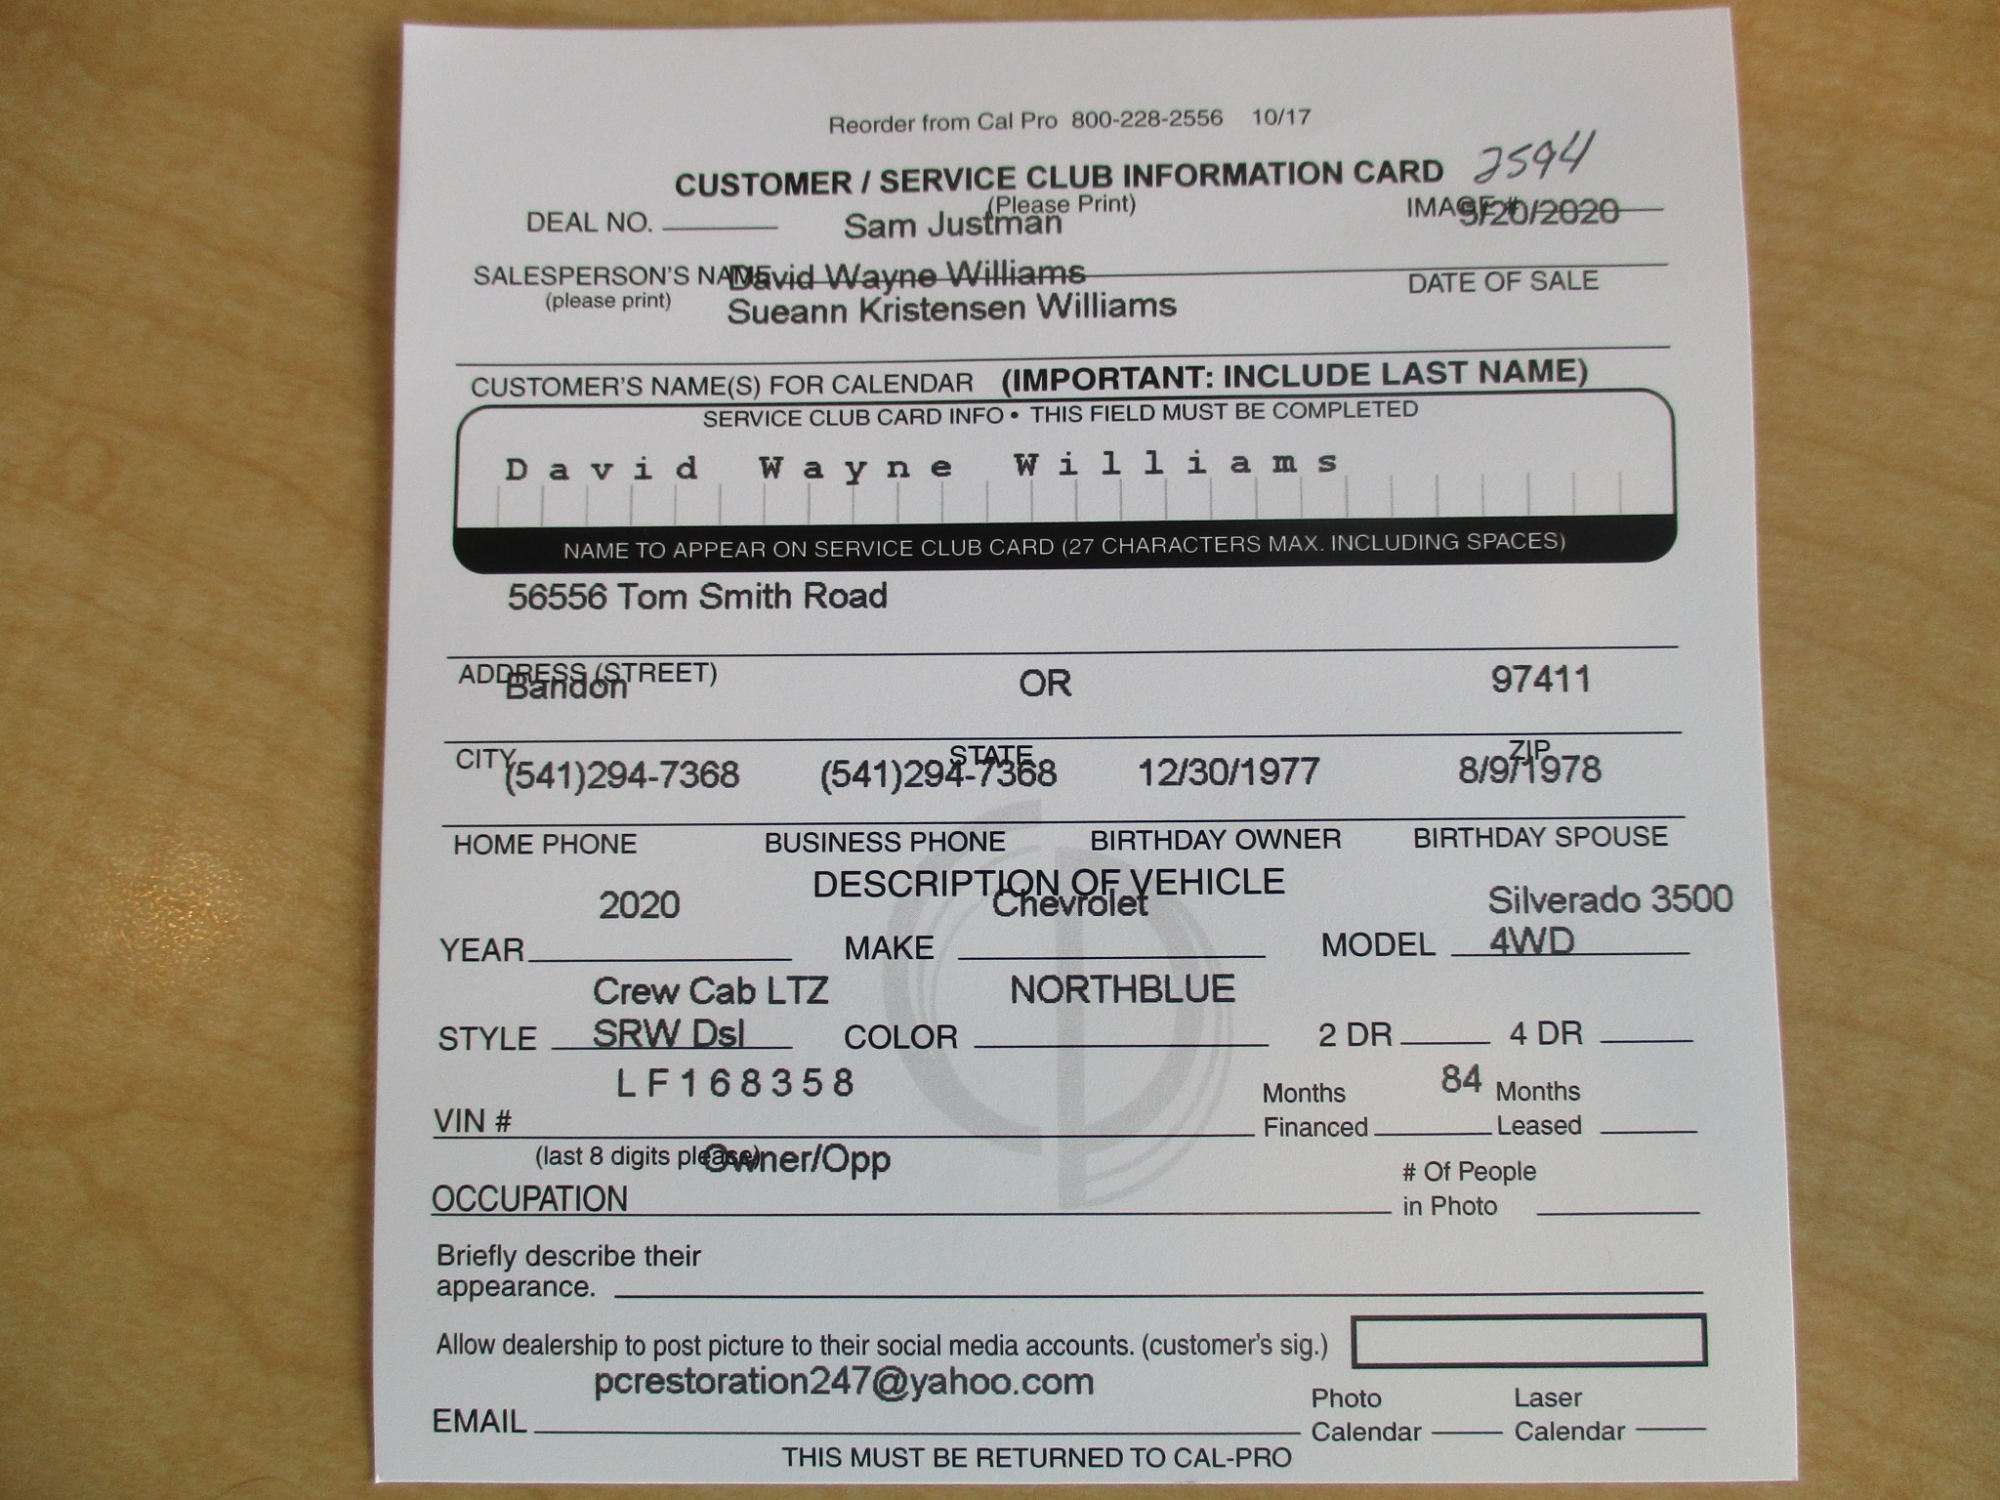 Reorder from Cal Pro 800-228-2556 10/17
CUSTOMER / SERVICE CLUB INFORMATION CARD 2594
(Please Print)
DEAL NO. Sam Justman IMAGE # 5/20/2020
SALESPERSON'S NAME David Wayne Williams DATE OF SALE
(please print) Sueann Kristensen Williams
CUSTOMER'S NAME(S) FOR CALENDAR (IMPORTANT: INCLUDE LAST NAME)
SERVICE CLUB CARD INFO • THIS FIELD MUST BE COMPLETED
David Wayne Williams
NAME TO APPEAR ON SERVICE CLUB CARD (27 CHARACTERS MAX. INCLUDING SPACES)
56556 Tom Smith Road
ADDRESS (STREET)
Bandon OR 97411
CITY STATE ZIP
(541)294-7368 (541)294-7368 12/30/1977 8/9/1978
HOME PHONE BUSINESS PHONE BIRTHDAY OWNER BIRTHDAY SPOUSE
DESCRIPTION OF VEHICLE
2020 Chevrolet Silverado 3500
YEAR MAKE MODEL 4WD
Crew Cab LTZ NORTHBLUE
STYLE SRW Dsl COLOR 2 DR 4 DR
LF168358 Months 84 Months
VIN # Financed Leased
(last 8 digits please) Owner/Opp # Of People
OCCUPATION in Photo
Briefly describe their
appearance.
Allow dealership to post picture to their social media accounts. (customer's sig.)
pcrestoration247@yahoo.com Photo Laser
EMAIL Calendar Calendar
THIS MUST BE RETURNED TO CAL-PRO